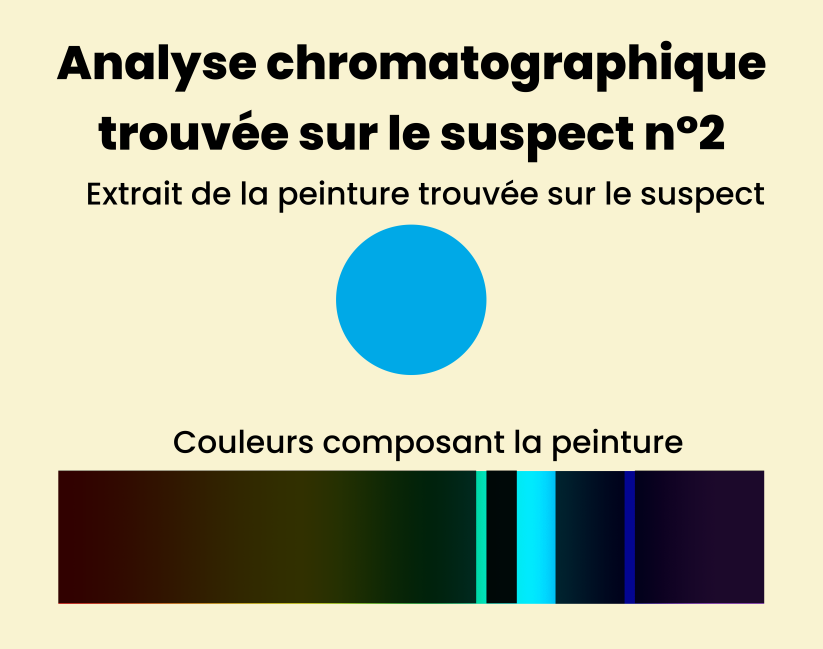 Analyse chromatographique
trouvée sur le suspect n°2
Extrait de la peinture trouvée sur le suspect
Couleurs composant la peinture